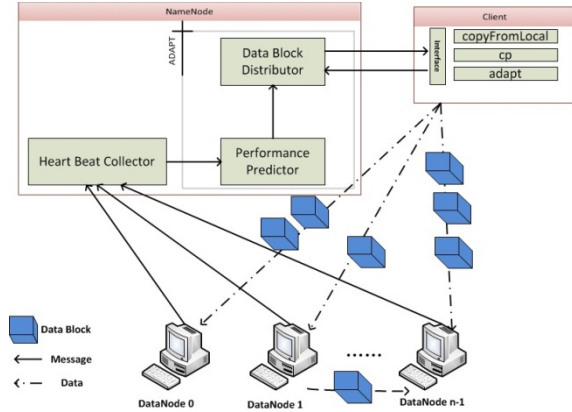 NameNode
Client
ADAPT
Data Block
Distributor
Interface
copyFromLocal
cp
adapt
Heart Beat Collector
Performance
Predictor
Data Block
Message
Data
......
DataNode 0
DataNode 1
DataNode n-1